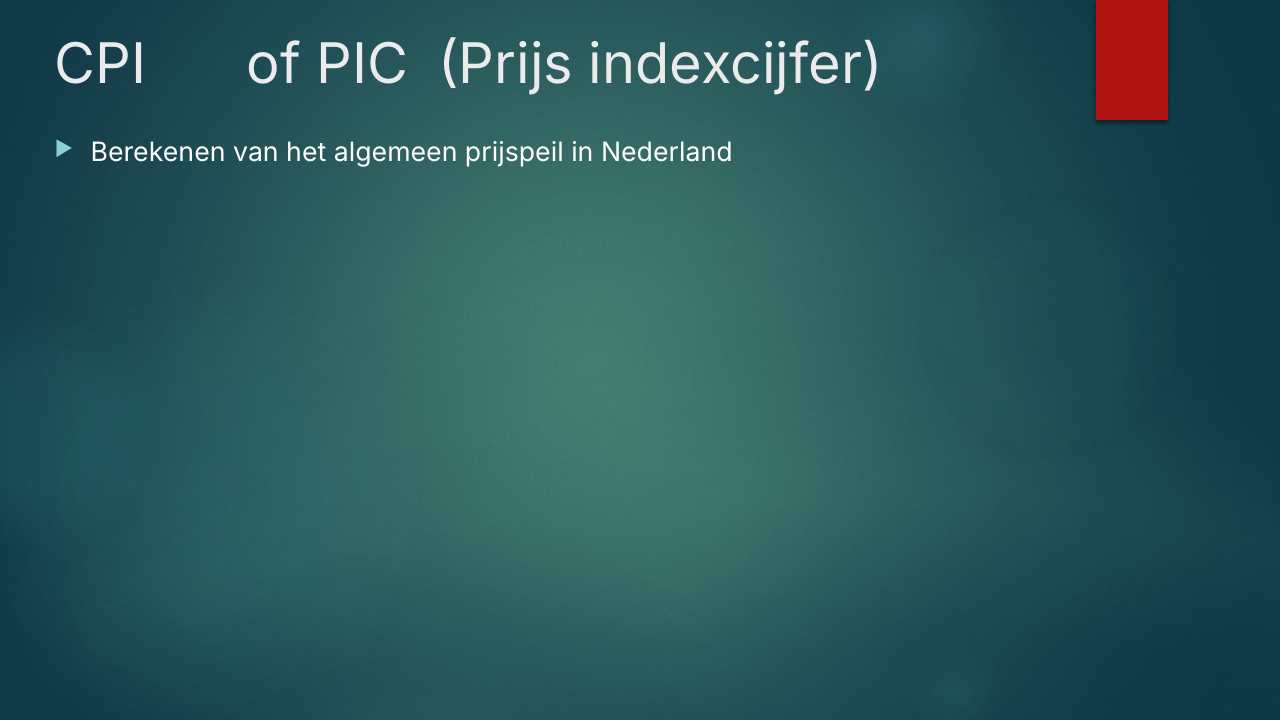 CPI of PIC (Prijs indexcijfer)
Berekenen van het algemeen prijspeil in Nederland